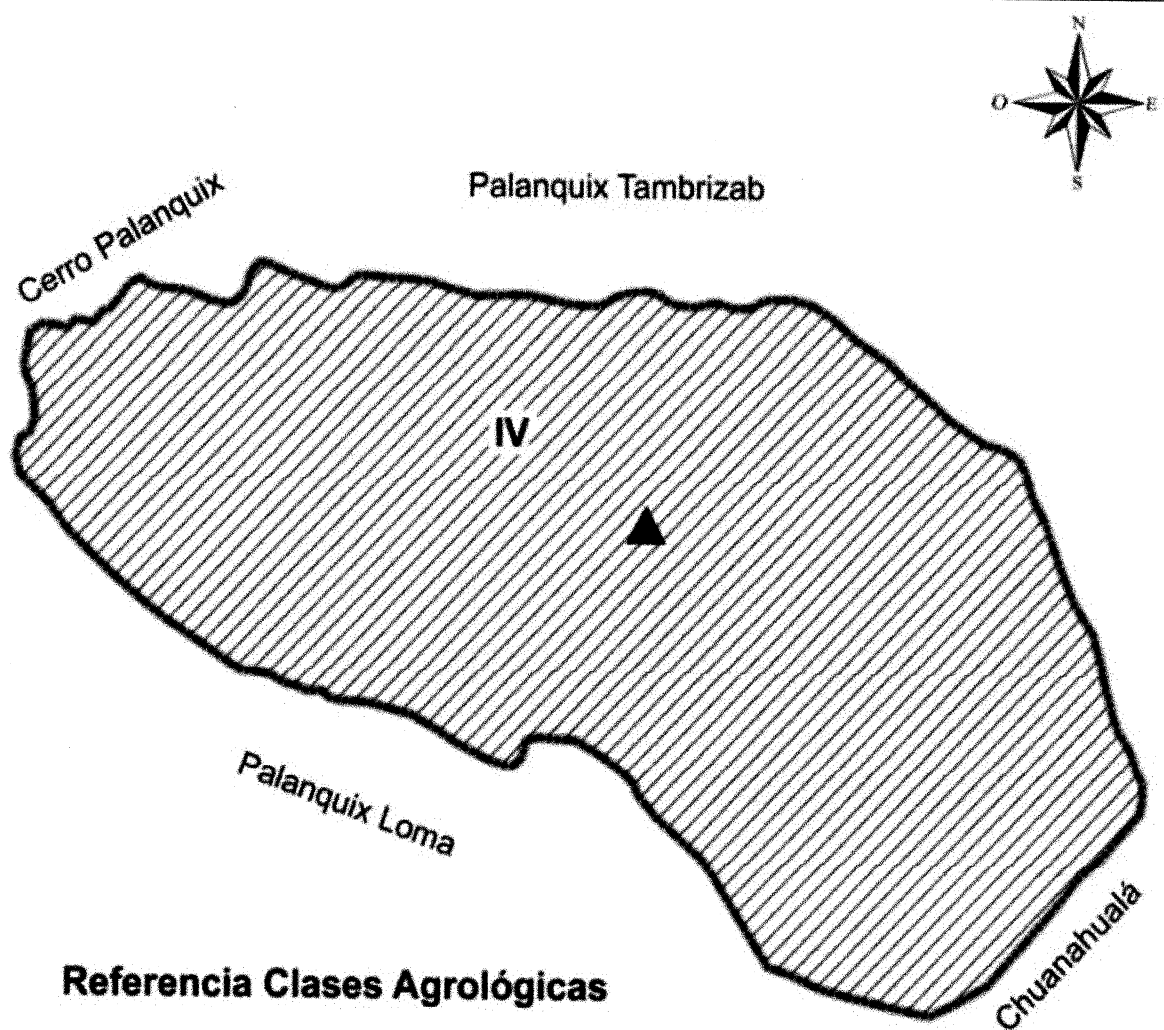 N
O E
S
Palanquix Tambrizab
Cerro Palanquix
IV
Palanquix Loma
Chuanahualá
Referencia Clases Agrológicas